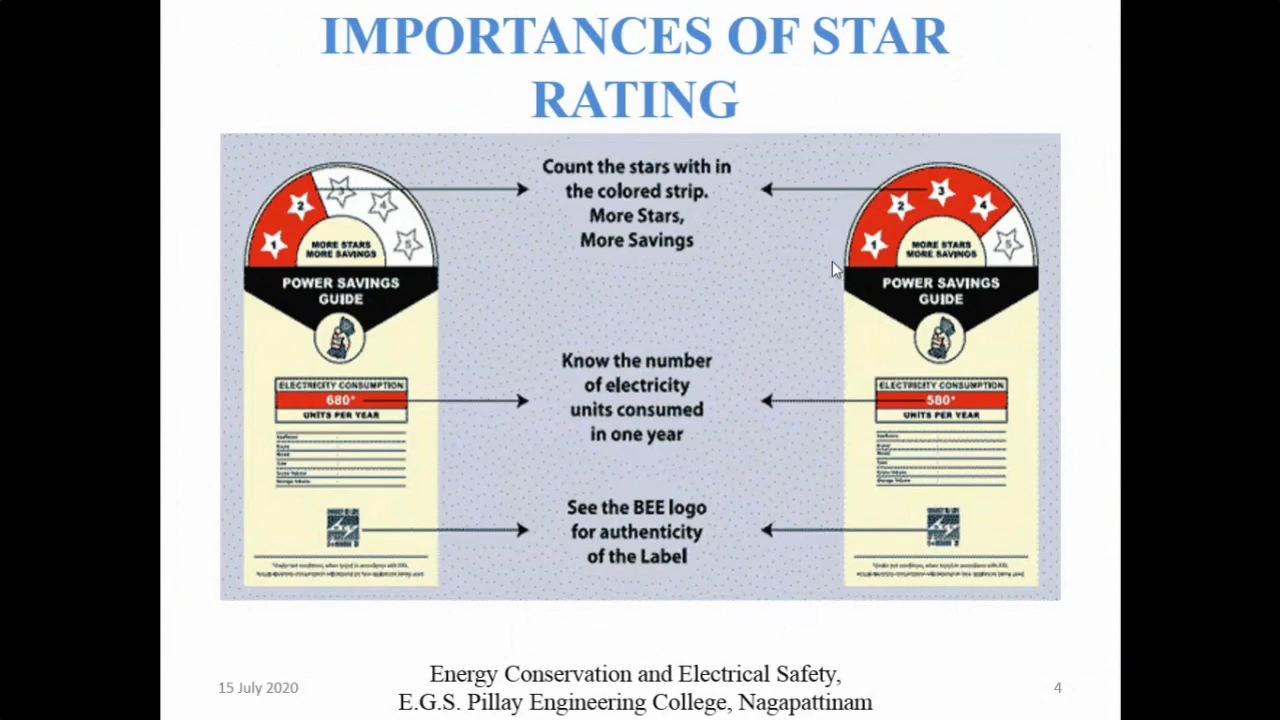 IMPORTANCES OF STAR
RATING
Count the stars with in
the colored strip.
More Stars,
More Savings
1
2
3
4
5
MORE STARS
MORE SAVINGS
POWER SAVINGS
GUIDE
ELECTRICITY CONSUMPTION
680*
UNITS PER YEAR
1
2
3
4
5
MORE STARS
MORE SAVINGS
POWER SAVINGS
GUIDE
ELECTRICITY CONSUMPTION
580*
UNITS PER YEAR
Know the number
of electricity
units consumed
in one year
See the BEE logo
for authenticity
of the Label
15 July 2020
Energy Conservation and Electrical Safety,
E.G.S. Pillay Engineering College, Nagapattinam
4